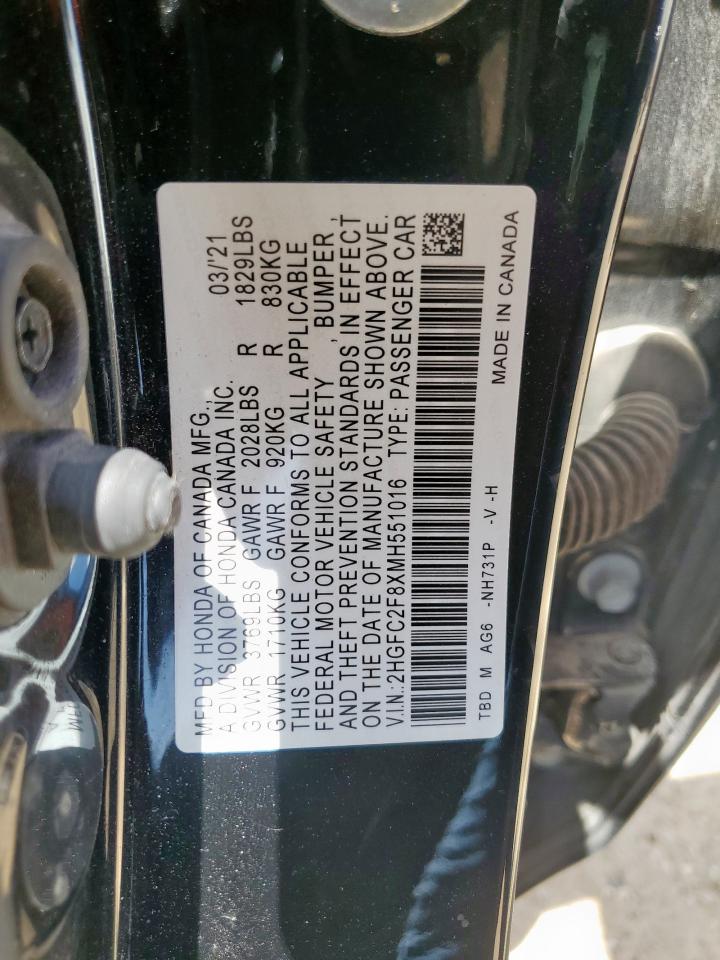 MFD BY HONDA OF CANADA MFG., 03/'21
A DIVISION OF HONDA CANADA INC.
GVWR 3769LBS GAWR F 2028LBS R 1829LBS
GVWR 1710KG GAWR F 920KG R 830KG
THIS VEHICLE CONFORMS TO ALL APPLICABLE
FEDERAL MOTOR VEHICLE SAFETY , BUMPER ,
AND THEFT PREVENTION STANDARDS IN EFFECT
ON THE DATE OF MANUFACTURE SHOWN ABOVE.
V.I.N.:2HGFC2F8XMH551016 TYPE: PASSENGER CAR
TBD M AG6 -NH731P -V -H MADE IN CANADA